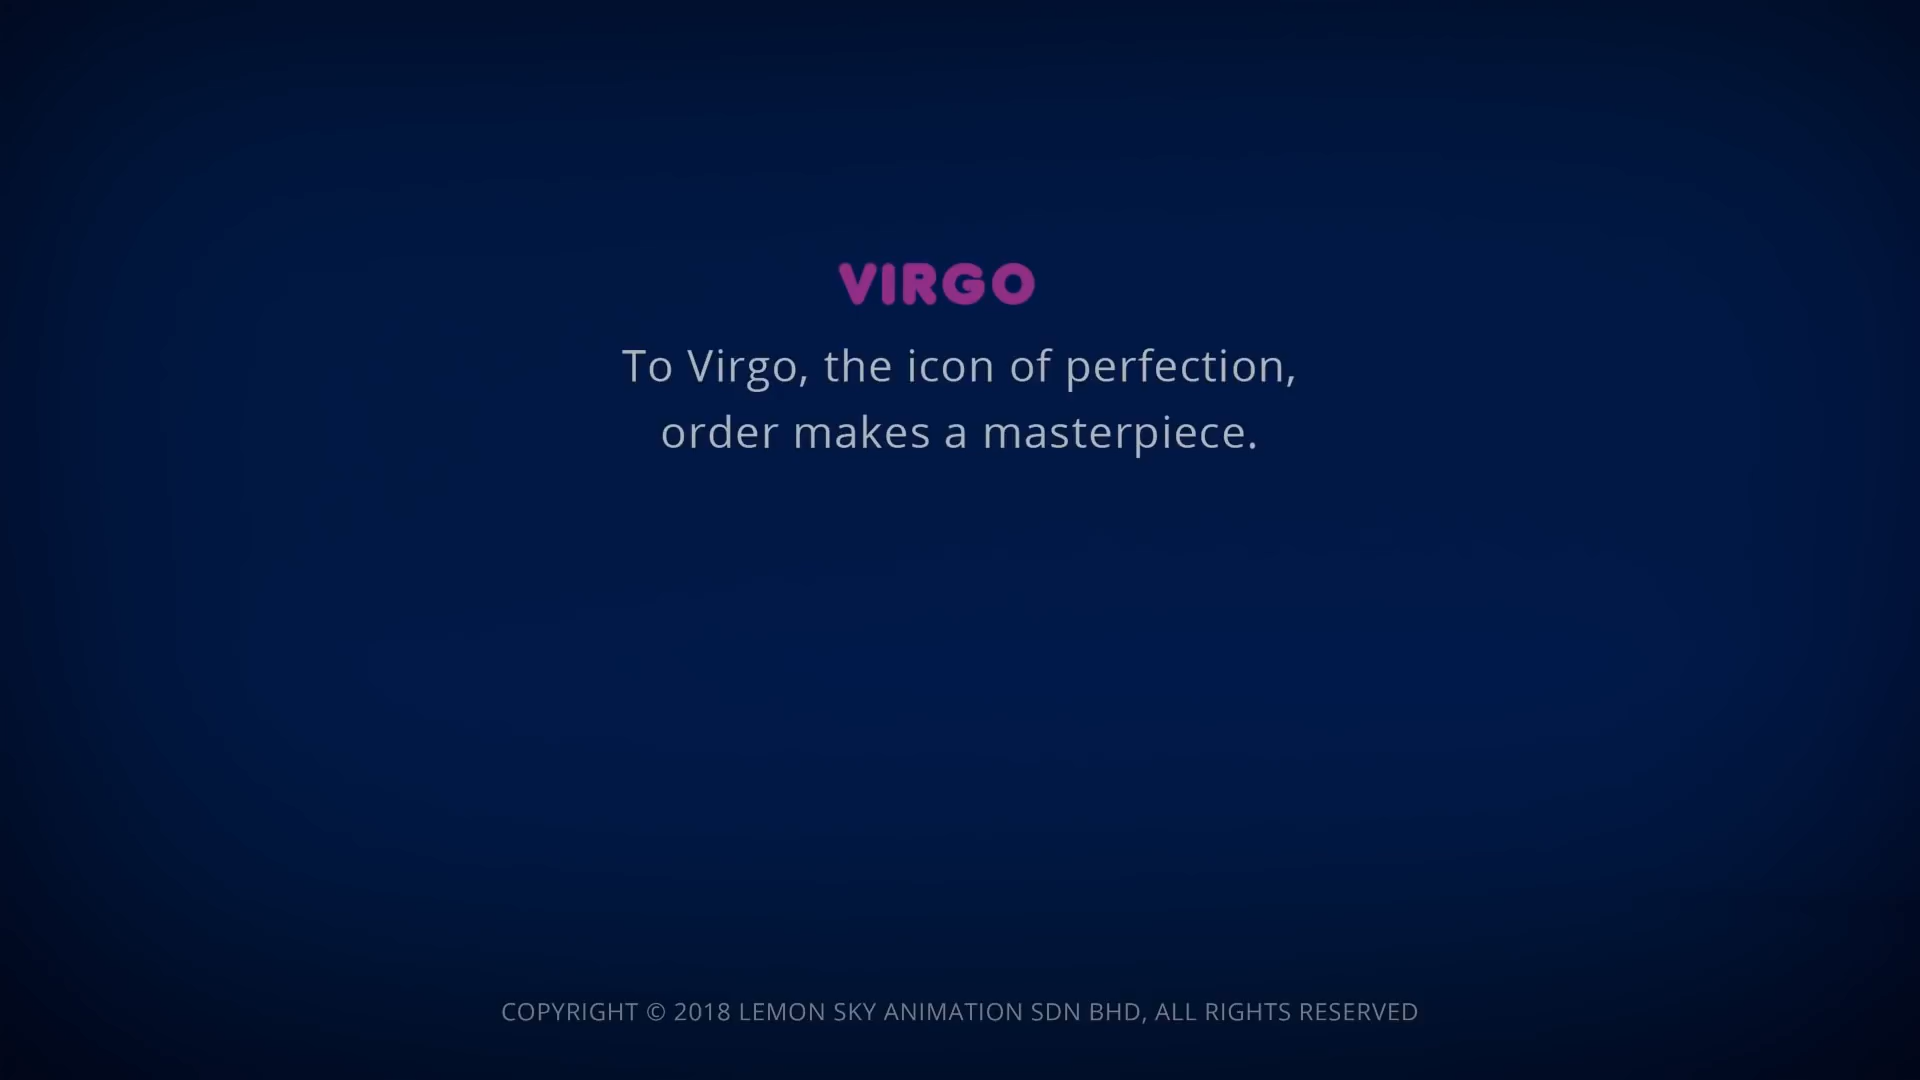 VIRGO
To Virgo, the icon of perfection,
order makes a masterpiece.
COPYRIGHT © 2018 LEMON SKY ANIMATION SDN BHD, ALL RIGHTS RESERVED